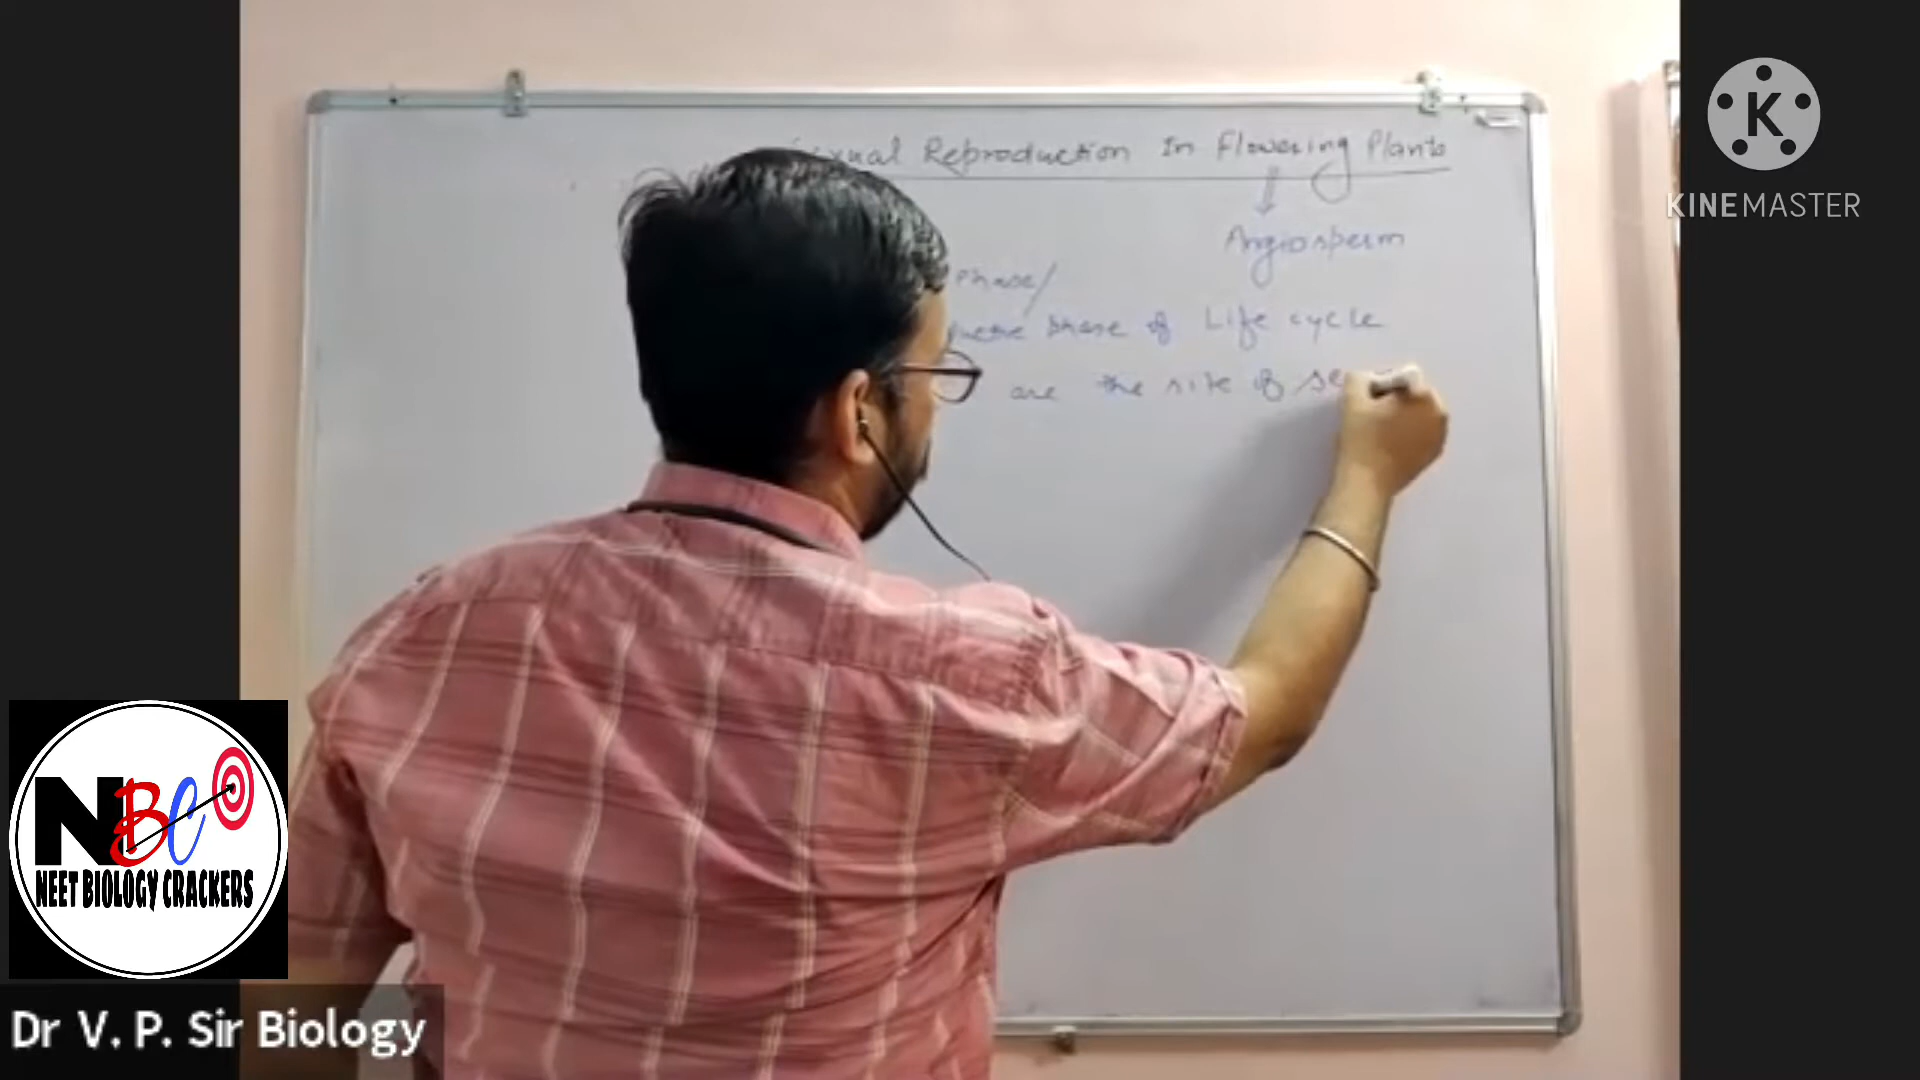 Sexual Reproduction In Flowering Plants
Angiosperm
Phase/
phase of Life cycle
are the site of se
K
KINEMASTER
NBC
NEET BIOLOGY CRACKERS
Dr V. P. Sir Biology